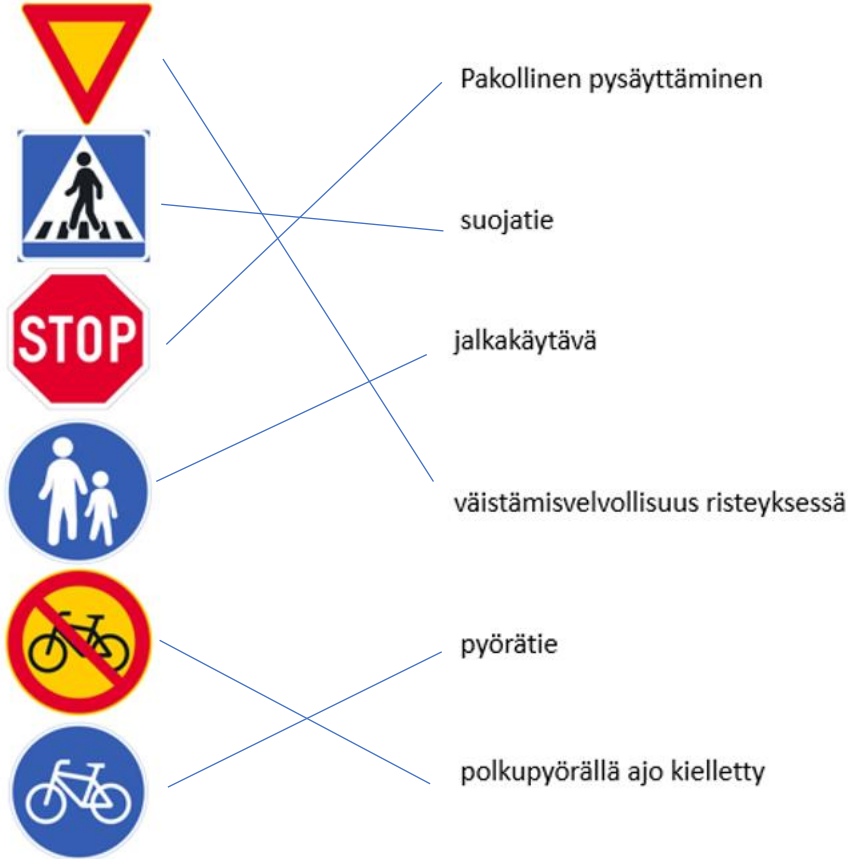 Pakollinen pysäyttäminen
suojatie
STOP
jalkakäytävä
väistämisvelvollisuus risteyksessä
pyörätie
polkupyörällä ajo kielletty